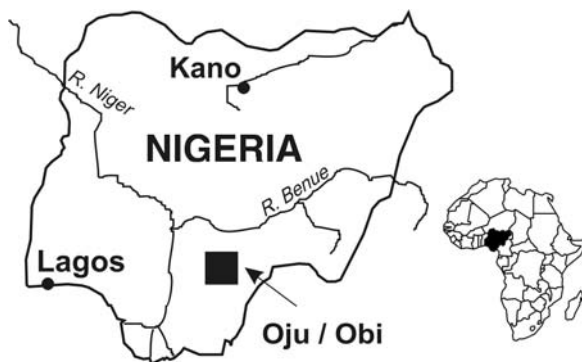 Kano
R. Niger
NIGERIA
R. Benue
Lagos
Oju / Obi